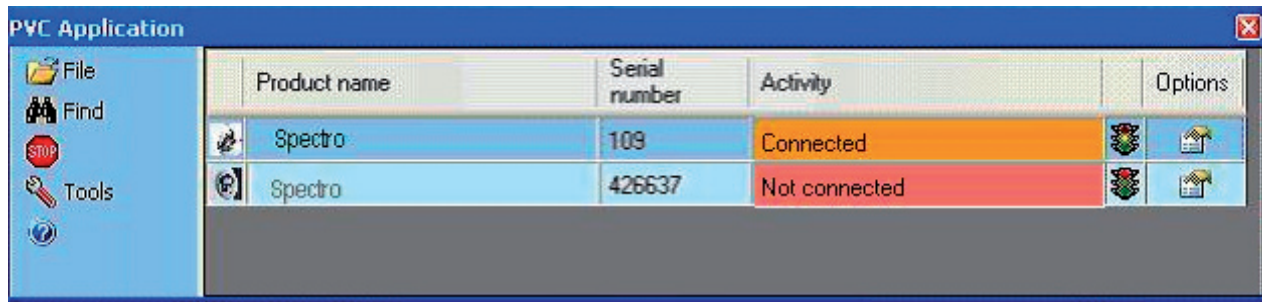 PVC Application
File
Find
STOP
Tools
Product name
Serial
number
Activity
Options
Spectro
109
Connected
Spectro
426637
Not connected